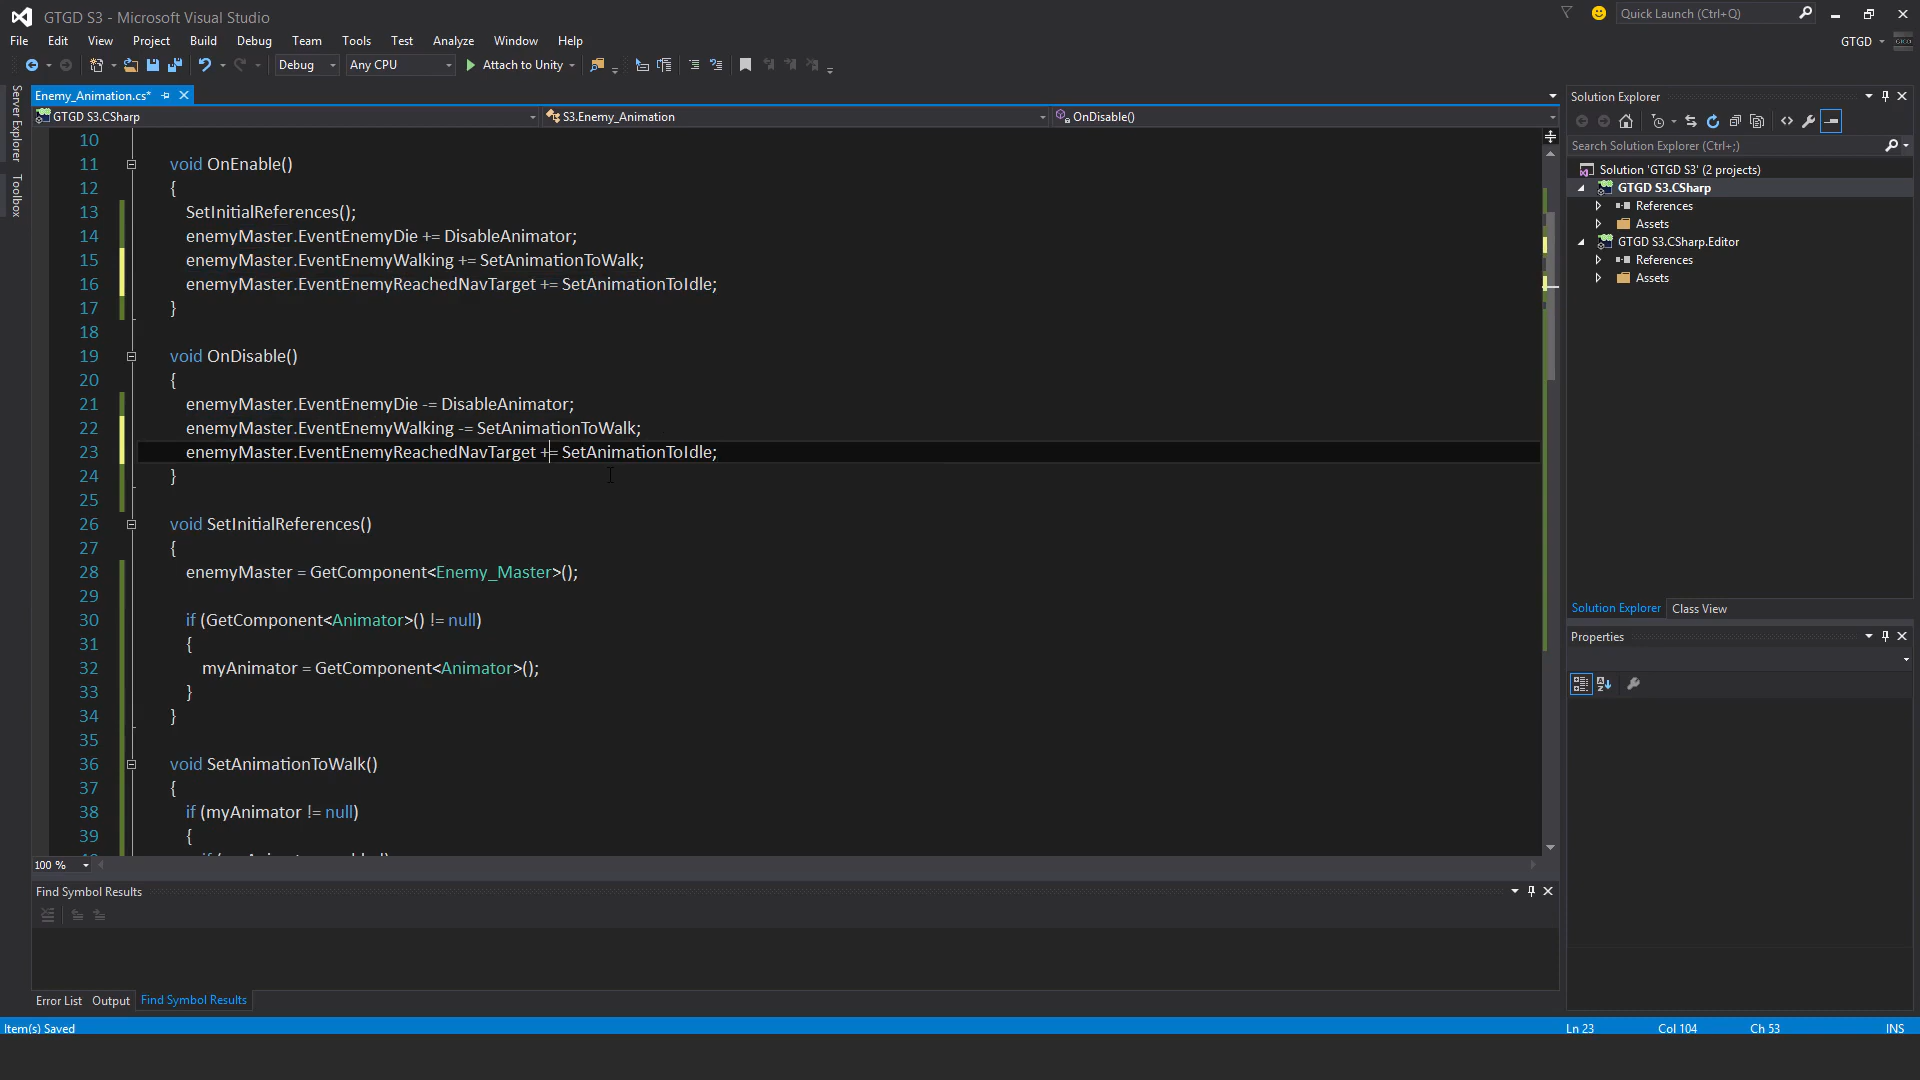 GTGD S3 - Microsoft Visual Studio
Quick Launch (Ctrl+Q)
File Edit View Project Build Debug Team Tools Test Analyze Window Help
GTGD
Debug Any CPU Attach to Unity
Server Explorer
Toolbox
Enemy_Animation.cs*
GTGD S3.CSharp S3.Enemy_Animation OnDisable()
10
11 void OnEnable()
12 {
13 SetInitialReferences();
14 enemyMaster.EventEnemyDie += DisableAnimator;
15 enemyMaster.EventEnemyWalking += SetAnimationToWalk;
16 enemyMaster.EventEnemyReachedNavTarget += SetAnimationToIdle;
17 }
18
19 void OnDisable()
20 {
21 enemyMaster.EventEnemyDie -= DisableAnimator;
22 enemyMaster.EventEnemyWalking -= SetAnimationToWalk;
23 enemyMaster.EventEnemyReachedNavTarget += SetAnimationToIdle;
24 }
25
26 void SetInitialReferences()
27 {
28 enemyMaster = GetComponent<Enemy_Master>();
29
30 if (GetComponent<Animator>() != null)
31 {
32 myAnimator = GetComponent<Animator>();
33 }
34 }
35
36 void SetAnimationToWalk()
37 {
38 if (myAnimator != null)
39 {
100 %
Find Symbol Results
Error List Output Find Symbol Results
Solution Explorer
Search Solution Explorer (Ctrl+;)
Solution 'GTGD S3' (2 projects)
GTGD S3.CSharp
References
Assets
GTGD S3.CSharp.Editor
References
Assets
Solution Explorer Class View
Properties
Item(s) Saved Ln 23 Col 104 Ch 53 INS